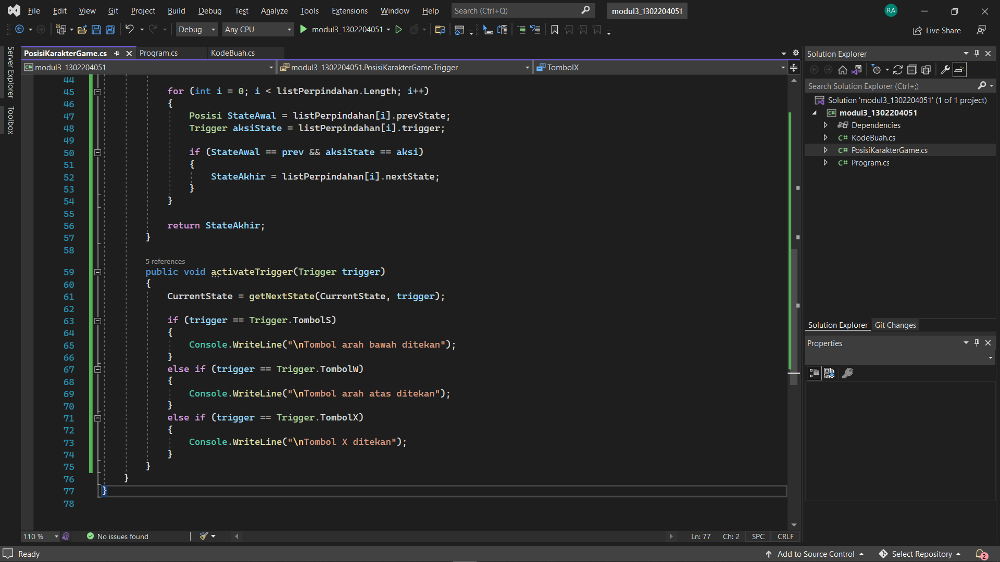 File Edit View Git Project Build Debug Test Analyze Tools Extensions Window Help Search (Ctrl+Q) modul3_1302204051 RA
Debug Any CPU modul3_1302204051 Live Share
Server Explorer
Toolbox
PosisiKarakterGame.cs Program.cs KodeBuah.cs
modul3_1302204051 modul3_1302204051.PosisiKarakterGame.Trigger TombolX
44
45 for (int i = 0; i < listPerpindahan.Length; i++)
46 {
47 Posisi StateAwal = listPerpindahan[i].prevState;
48 Trigger aksiState = listPerpindahan[i].trigger;
49
50 if (StateAwal == prev && aksiState == aksi)
51 {
52 StateAkhir = listPerpindahan[i].nextState;
53 }
54 }
55
56 return StateAkhir;
57 }
58
5 references
59 public void activateTrigger(Trigger trigger)
60 {
61 CurrentState = getNextState(CurrentState, trigger);
62
63 if (trigger == Trigger.TombolS)
64 {
65 Console.WriteLine("\nTombol arah bawah ditekan");
66 }
67 else if (trigger == Trigger.TombolW)
68 {
69 Console.WriteLine("\nTombol arah atas ditekan");
70 }
71 else if (trigger == Trigger.TombolX)
72 {
73 Console.WriteLine("\nTombol X ditekan");
74 }
75 }
76 }
77 }
78
110 % No issues found Ln: 77 Ch: 2 SPC CRLF
Solution Explorer
Search Solution Explorer (Ctrl+;)
Solution 'modul3_1302204051' (1 of 1 project)
C# modul3_1302204051
Dependencies
C# KodeBuah.cs
C# PosisiKarakterGame.cs
C# Program.cs
Solution Explorer Git Changes
Properties
Ready Add to Source Control Select Repository 2